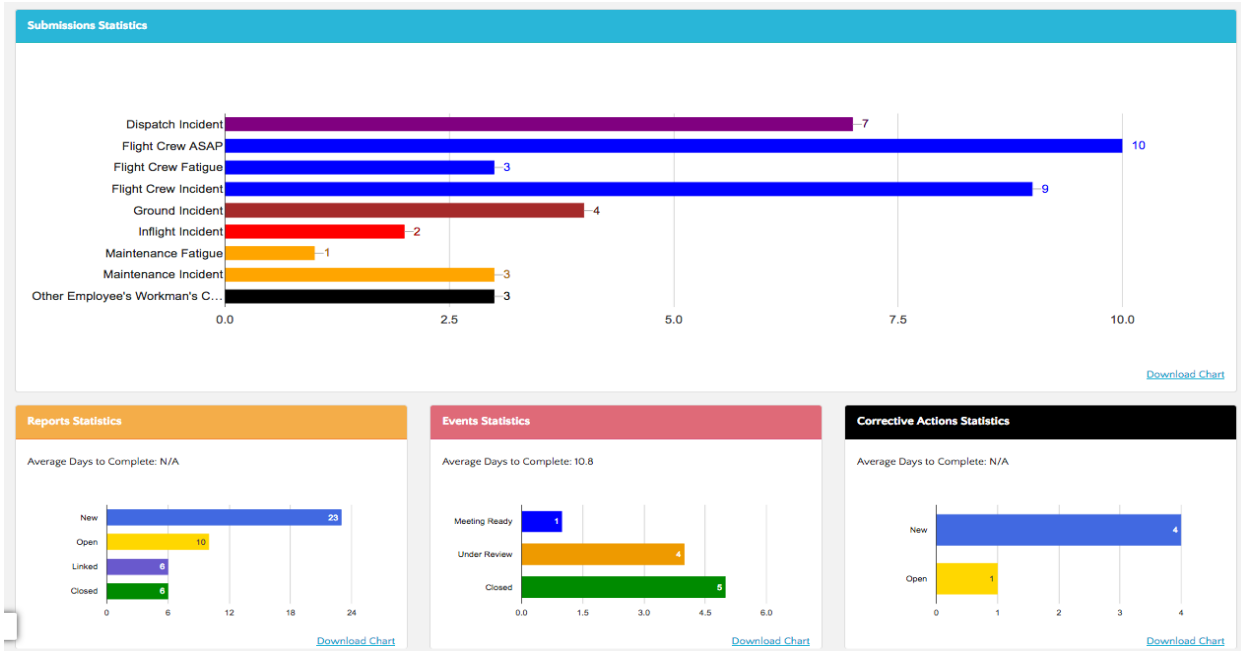 Submissions Statistics
Dispatch Incident 7
Flight Crew ASAP 10
Flight Crew Fatigue 3
Flight Crew Incident 9
Ground Incident 4
Inflight Incident 2
Maintenance Fatigue 1
Maintenance Incident 3
Other Employee's Workman's C... 3
0.0 2.5 5.0 7.5 10.0
Download Chart
Reports Statistics
Average Days to Complete: N/A
New 23
Open 10
Linked 6
Closed 6
0 6 12 18 24
Download Chart
Events Statistics
Average Days to Complete: 10.8
Meeting Ready 1
Under Review 4
Closed 5
0.0 1.5 3.0 4.5 6.0
Download Chart
Corrective Actions Statistics
Average Days to Complete: N/A
New 4
Open 1
0 1 2 3 4
Download Chart